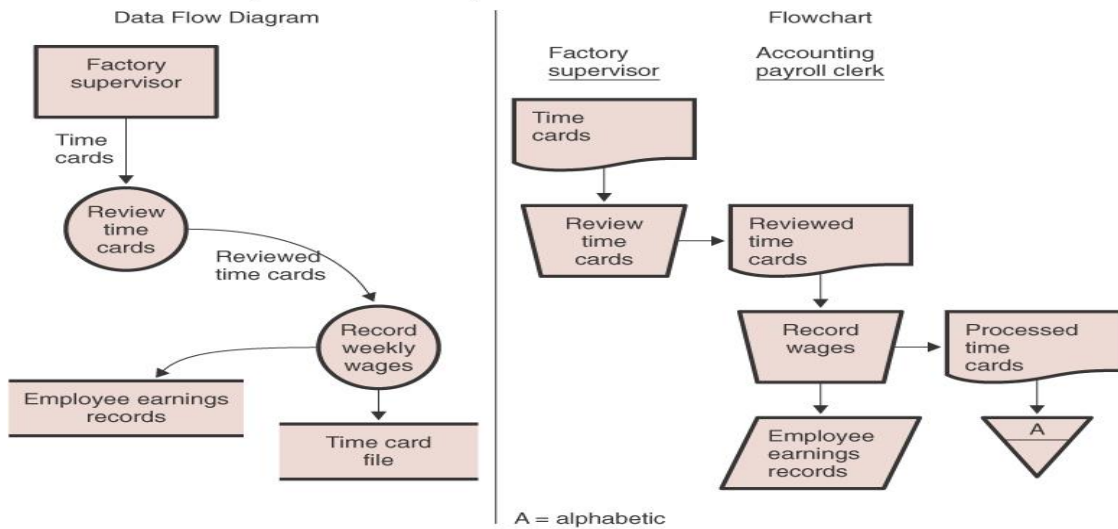 Data Flow Diagram
Factory
supervisor
Time
cards
Review
time
cards
Reviewed
time cards
Record
weekly
wages
Employee earnings
records
Time card
file
Flowchart
Factory
supervisor
Accounting
payroll clerk
Time
cards
Review
time
cards
Reviewed
time
cards
Record
wages
Processed
time
cards
Employee
earnings
records
A
A = alphabetic